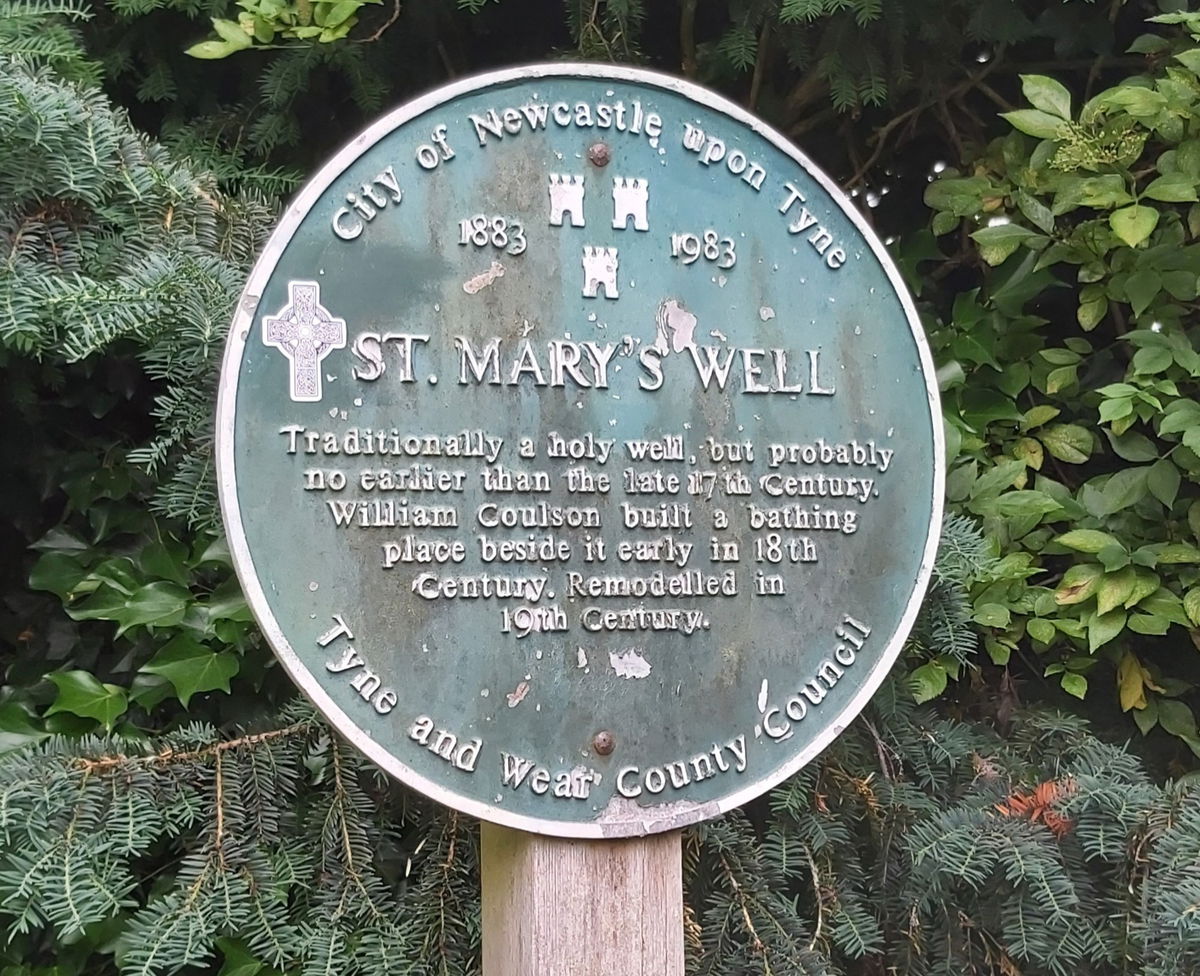 City of Newcastle upon Tyne
1883 1983
ST. MARY'S WELL
Traditionally a holy well, but probably
no earlier than the late 17th Century.
William Coulson built a bathing
place beside it early in 18th
Century. Remodelled in
19th Century.
Tyne and Wear County Council